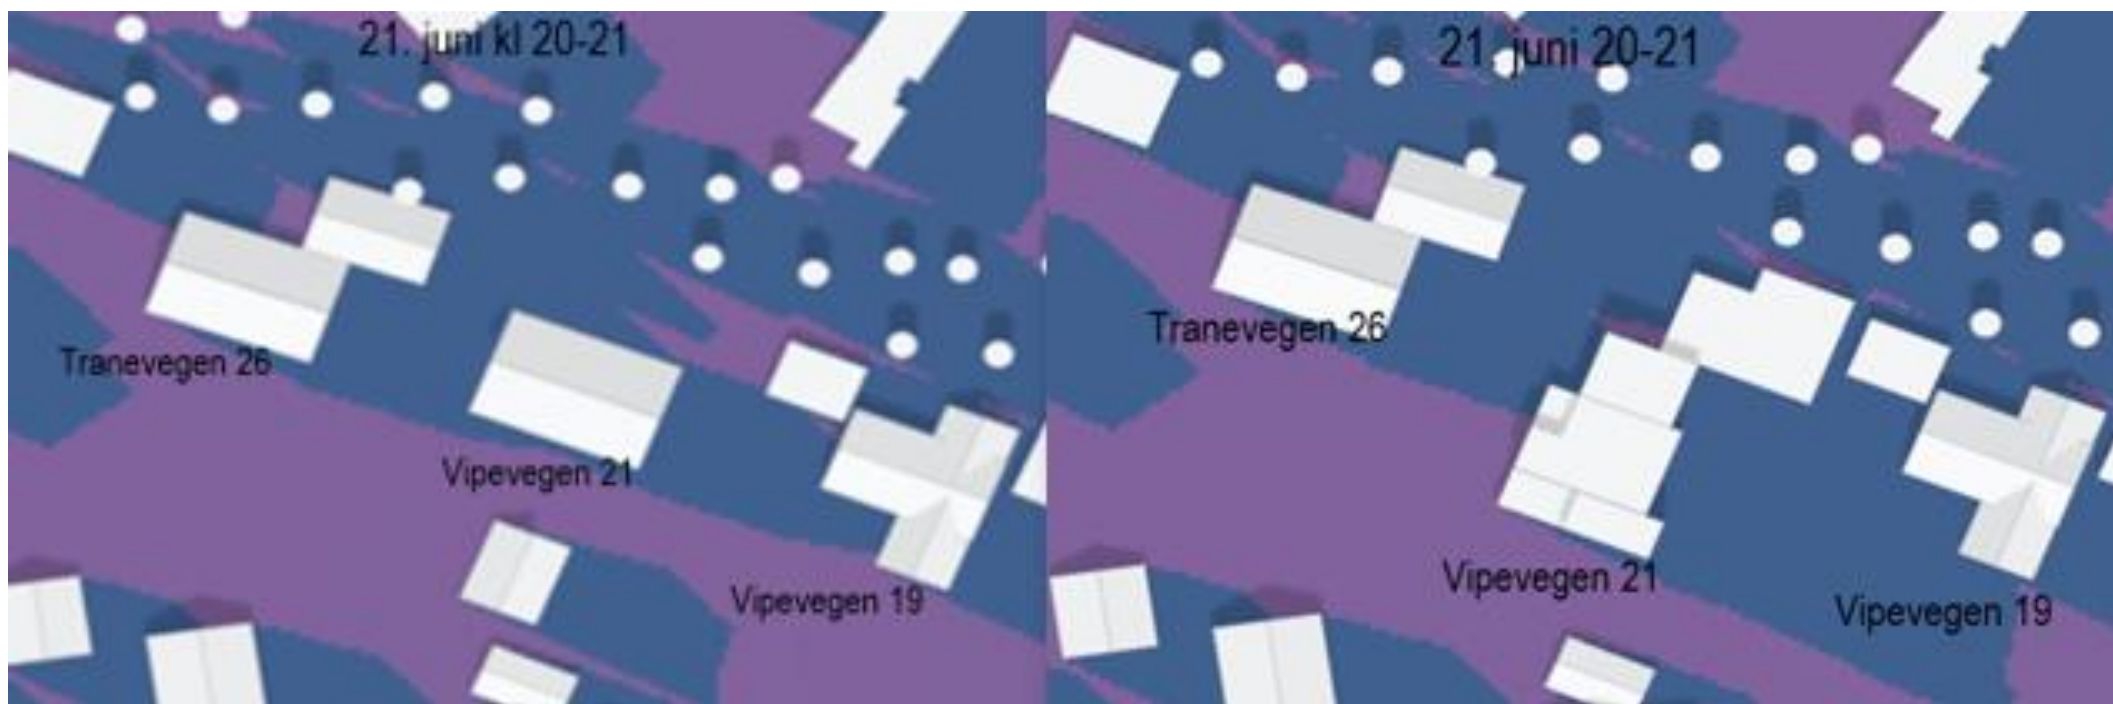 21. juni kl 20-21
Tranevegen 26
Vipevegen 21
Vipevegen 19
21. juni 20-21
Tranevegen 26
Vipevegen 21
Vipevegen 19